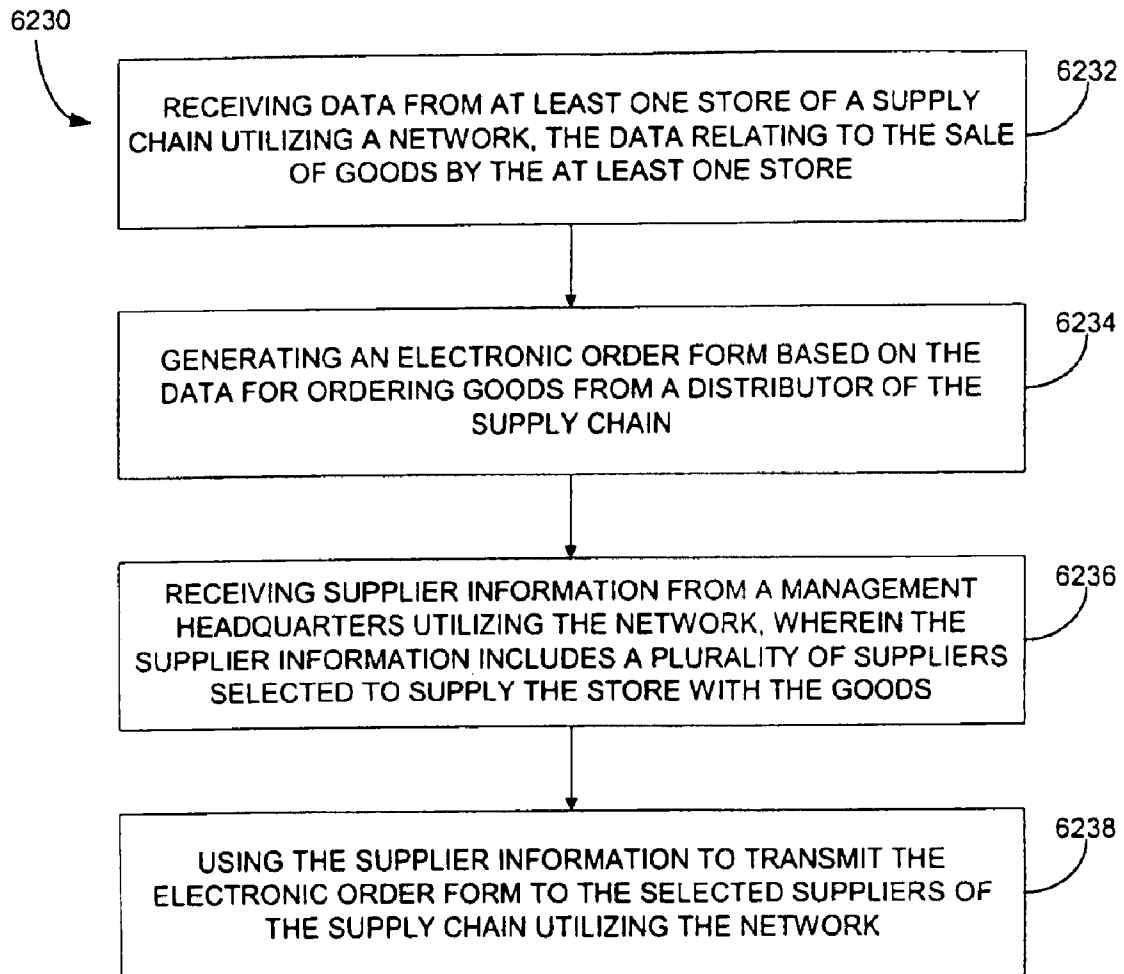 6230
6232
RECEIVING DATA FROM AT LEAST ONE STORE OF A SUPPLY
CHAIN UTILIZING A NETWORK, THE DATA RELATING TO THE SALE
OF GOODS BY THE AT LEAST ONE STORE
6234
GENERATING AN ELECTRONIC ORDER FORM BASED ON THE
DATA FOR ORDERING GOODS FROM A DISTRIBUTOR OF THE
SUPPLY CHAIN
6236
RECEIVING SUPPLIER INFORMATION FROM A MANAGEMENT
HEADQUARTERS UTILIZING THE NETWORK, WHEREIN THE
SUPPLIER INFORMATION INCLUDES A PLURALITY OF SUPPLIERS
SELECTED TO SUPPLY THE STORE WITH THE GOODS
6238
USING THE SUPPLIER INFORMATION TO TRANSMIT THE
ELECTRONIC ORDER FORM TO THE SELECTED SUPPLIERS OF
THE SUPPLY CHAIN UTILIZING THE NETWORK